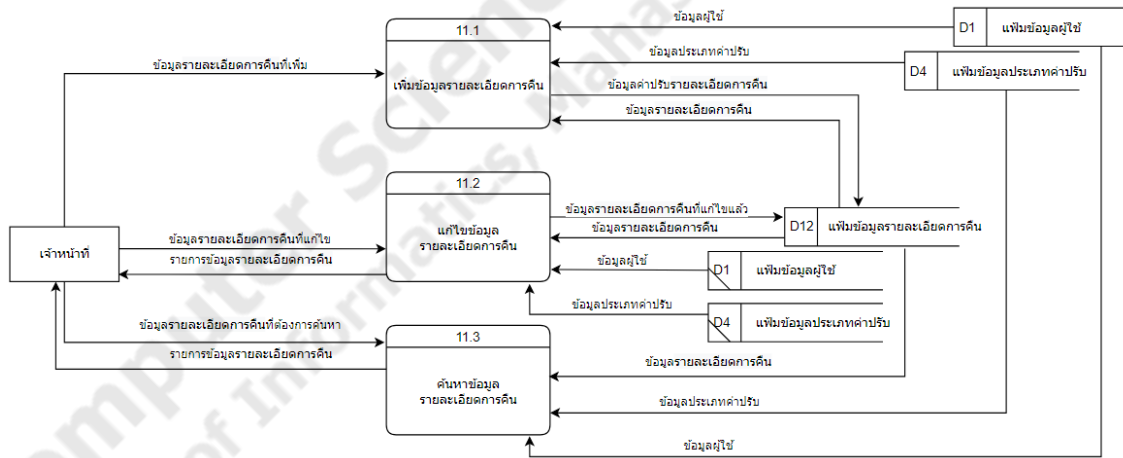 ข้อมูลผู้ใช้
D1 แฟ้มข้อมูลผู้ใช้
11.1
ข้อมูลประเภทค่าปรับ
D4 แฟ้มข้อมูลประเภทค่าปรับ
ข้อมูลรายละเอียดการคืนที่เพิ่ม
เพิ่มข้อมูลรายละเอียดการคืน
ข้อมูลค่าปรับรายละเอียดการคืน
ข้อมูลรายละเอียดการคืน
11.2
ข้อมูลรายละเอียดการคืนที่แก้ไขแล้ว
D12 แฟ้มข้อมูลรายละเอียดการคืน
แก้ไขข้อมูล
รายละเอียดการคืน
ข้อมูลรายละเอียดการคืน
เจ้าหน้าที่
ข้อมูลรายละเอียดการคืนที่แก้ไข
รายการข้อมูลรายละเอียดการคืน
ข้อมูลผู้ใช้
D1 แฟ้มข้อมูลผู้ใช้
ข้อมูลประเภทค่าปรับ
D4 แฟ้มข้อมูลประเภทค่าปรับ
ข้อมูลรายละเอียดการคืนที่ต้องการค้นหา
11.3
รายการข้อมูลรายละเอียดการคืน
ข้อมูลรายละเอียดการคืน
ค้นหาข้อมูล
รายละเอียดการคืน
ข้อมูลประเภทค่าปรับ
ข้อมูลผู้ใช้
omputer Scien
of Informatics, Mahas